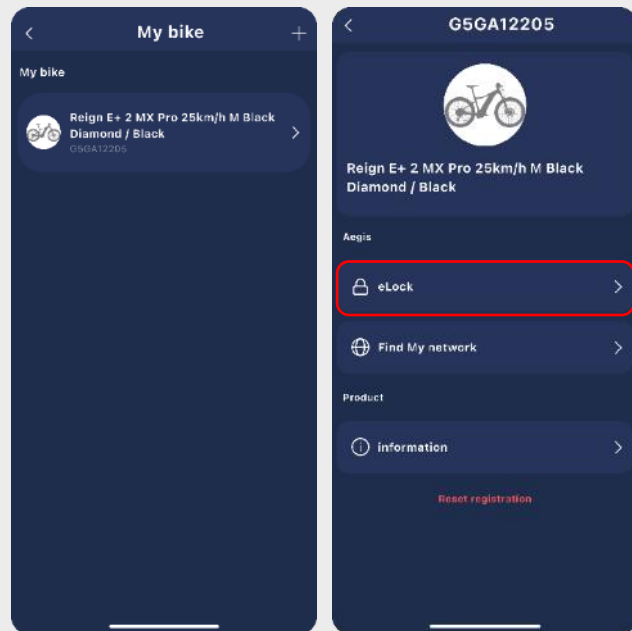 My bike
My bike
Reign E+ 2 MX Pro 25km/h M Black
Diamond / Black
G5GA12205
G5GA12205
Reign E+ 2 MX Pro 25km/h M Black
Diamond / Black
Aegis
eLock
Find My network
Product
information
Reset registration